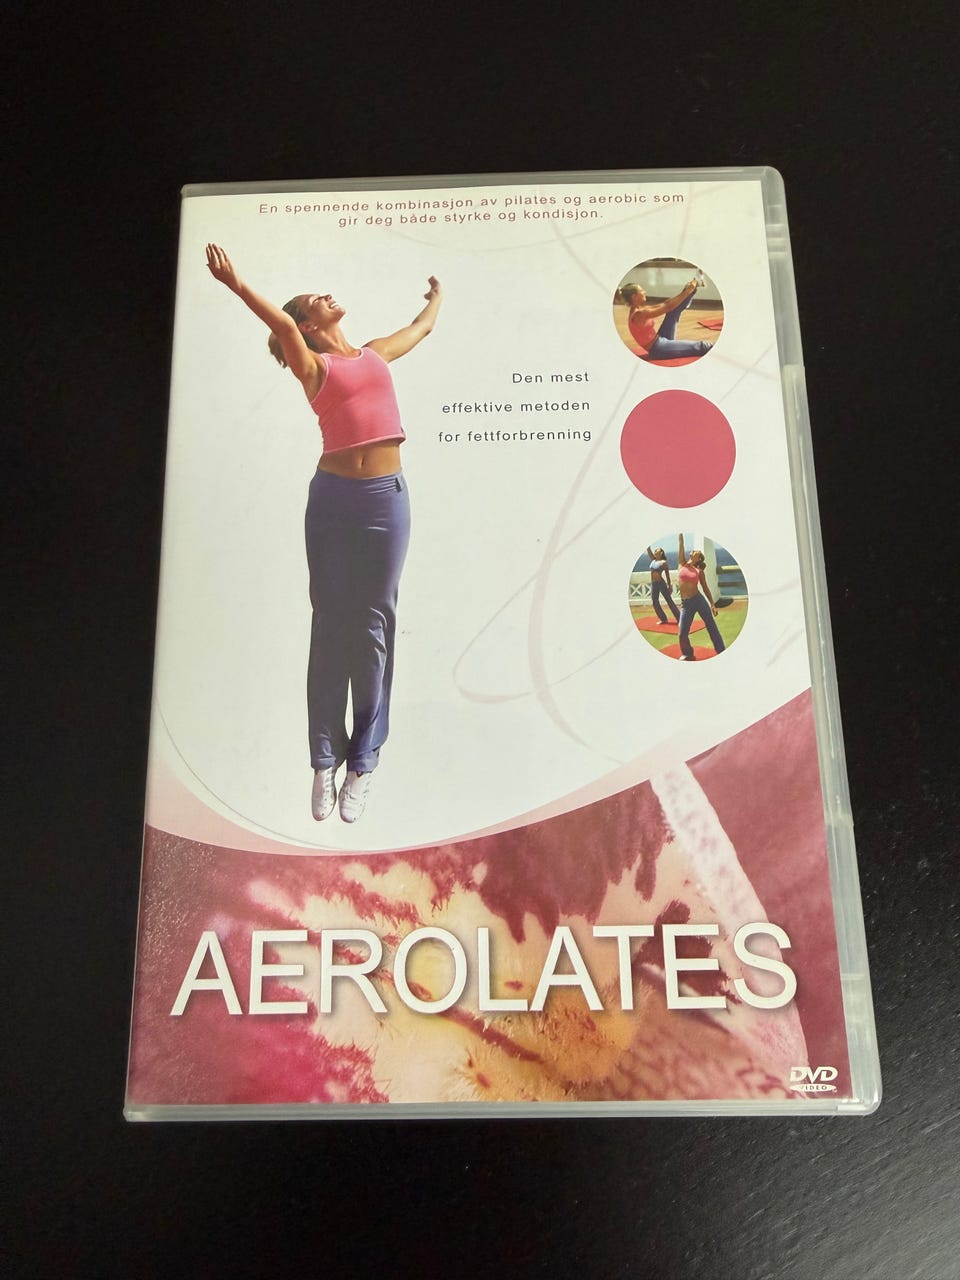 En spennende kombinasjon av pilates og aerobic som
gir deg både styrke og kondisjon.
Den mest
effektive metoden
for fettforbrenning
AEROLATES
DVD
VIDEO